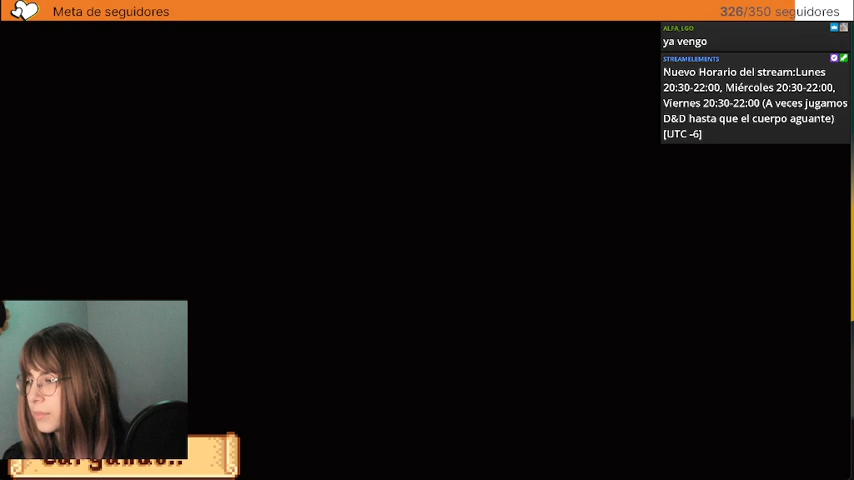 Meta de seguidores
326/350 seguidores
ALFA_LGO
ya vengo
STREAMELEMENTS
Nuevo Horario del stream:Lunes
20:30-22:00, Miércoles 20:30-22:00,
Viernes 20:30-22:00 (A veces jugamos
D&D hasta que el cuerpo aguante)
[UTC -6]